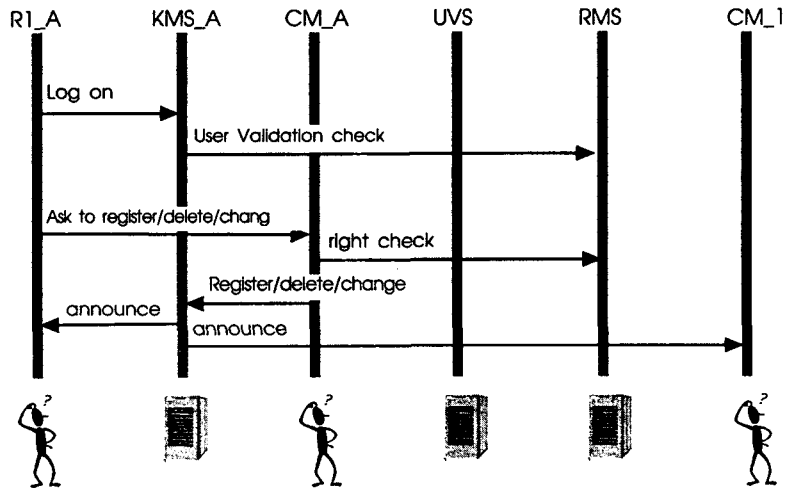 R1_A KMS_A CM_A UVS RMS CM_1
Log on
User Validation check
Ask to register/delete/chang
right check
Register/delete/change
announce
announce
?
?
?